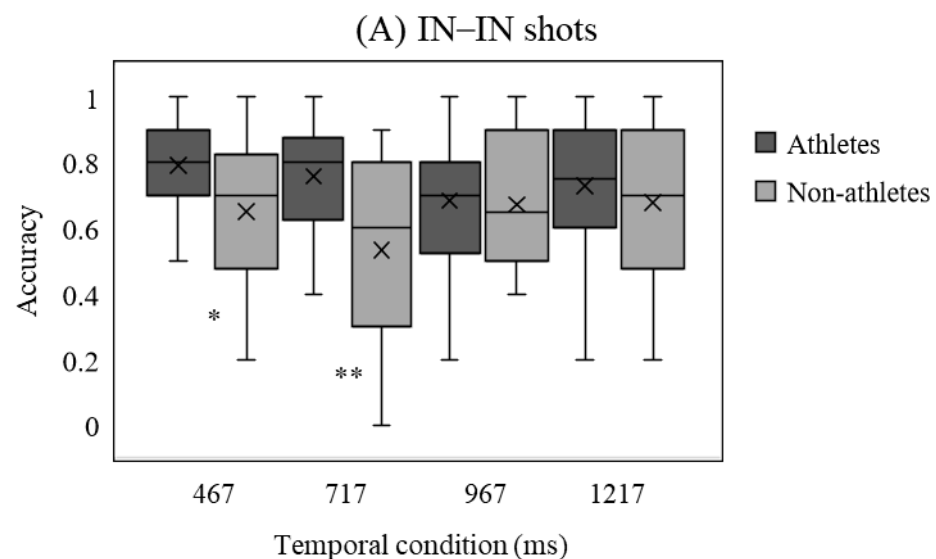 (A) IN–IN shots
1
0.8
0.6
0.4
0.2
0
Accuracy
*
**
467 717 967 1217
Temporal condition (ms)
Athletes
Non-athletes